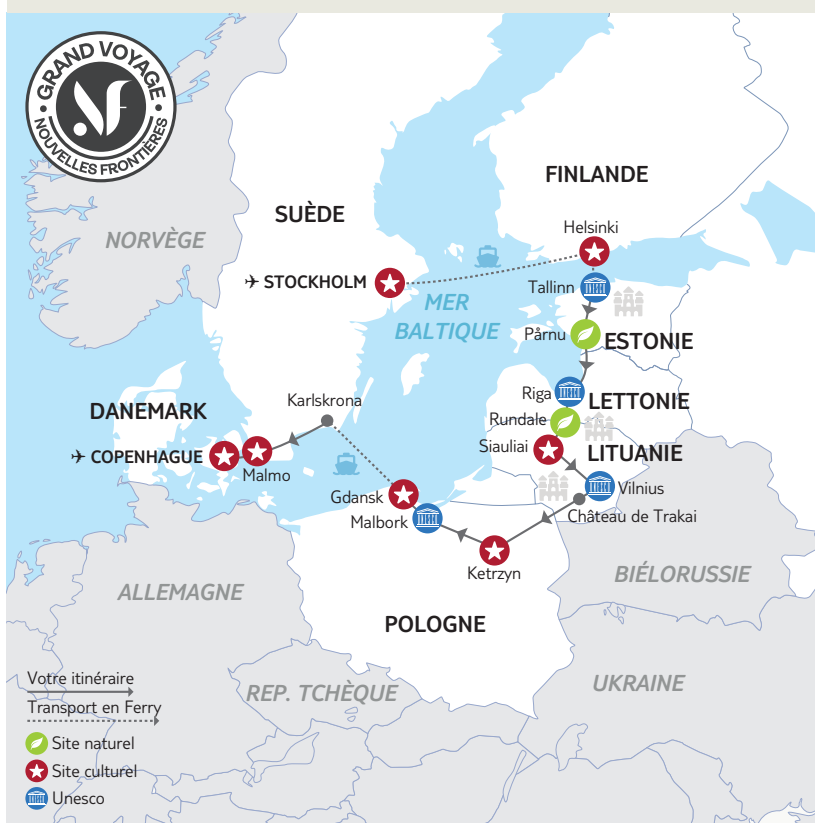 GRAND VOYAGE
NF
NOUVELLES FRONTIÈRES
FINLANDE
SUÈDE
Helsinki
NORVÈGE
STOCKHOLM
Tallinn
MER
BALTIQUE
Pårnu
ESTONIE
Riga
LETTONIE
Karlskrona
DANEMARK
Rundale
Siauliai
LITUANIE
COPENHAGUE
Malmo
Vilnius
Gdansk
Château de Trakai
Malbork
Ketrzyn
BIÉLORUSSIE
ALLEMAGNE
POLOGNE
Votre itinéraire
REP. TCHÈQUE
UKRAINE
Transport en Ferry
Site naturel
Site culturel
Unesco